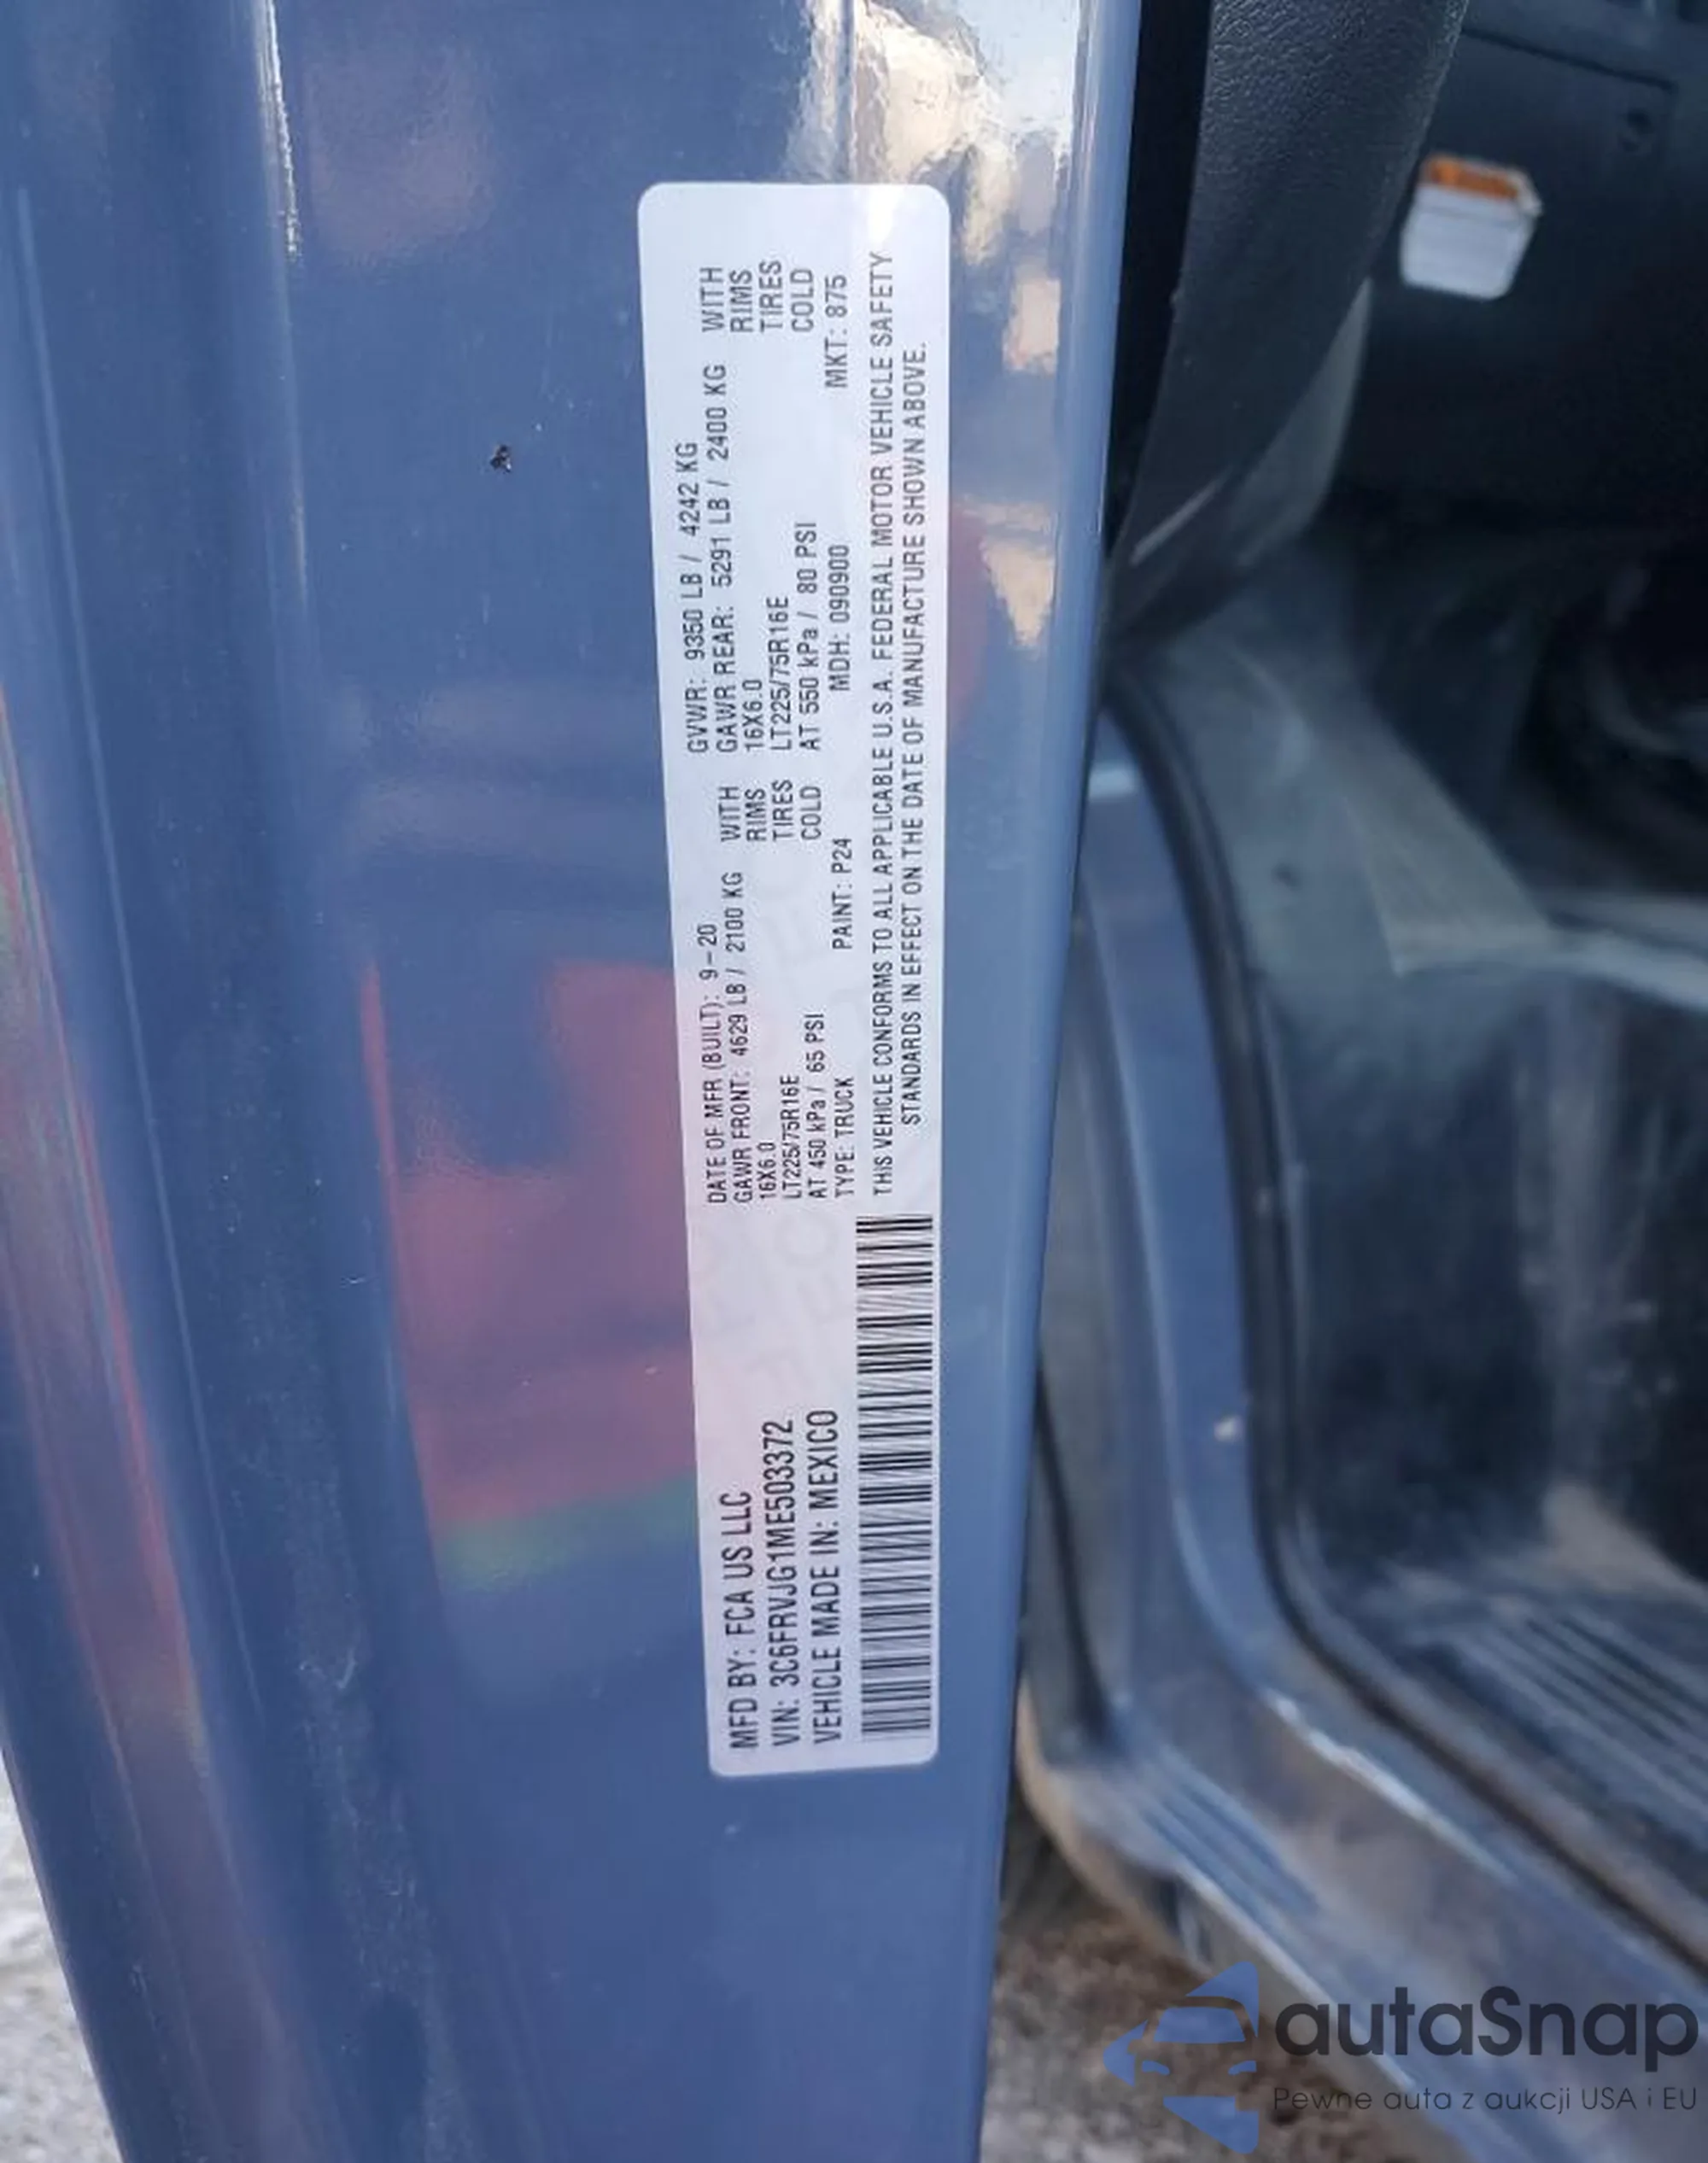 MFD BY: FCA US LLC
VIN: 3C6FRVJG1ME503372
VEHICLE MADE IN: MEXICO
DATE OF MFR (BUILT): 9-20
GVWR: 9350 LB / 4242 KG
GAWR FRONT: 4629 LB / 2100 KG WITH
16X6.0 RIMS
LT225/75R16E TIRES
AT 450 kPa / 65 PSI COLD
GAWR REAR: 5291 LB / 2400 KG WITH
16X6.0 RIMS
LT225/75R16E TIRES
AT 550 kPa / 80 PSI COLD
TYPE: TRUCK PAINT: P24 MDH: 090900 MKT: 875
THIS VEHICLE CONFORMS TO ALL APPLICABLE U.S.A. FEDERAL MOTOR VEHICLE SAFETY
STANDARDS IN EFFECT ON THE DATE OF MANUFACTURE SHOWN ABOVE.
autaSnap
Pewne auta z aukcji USA i EU